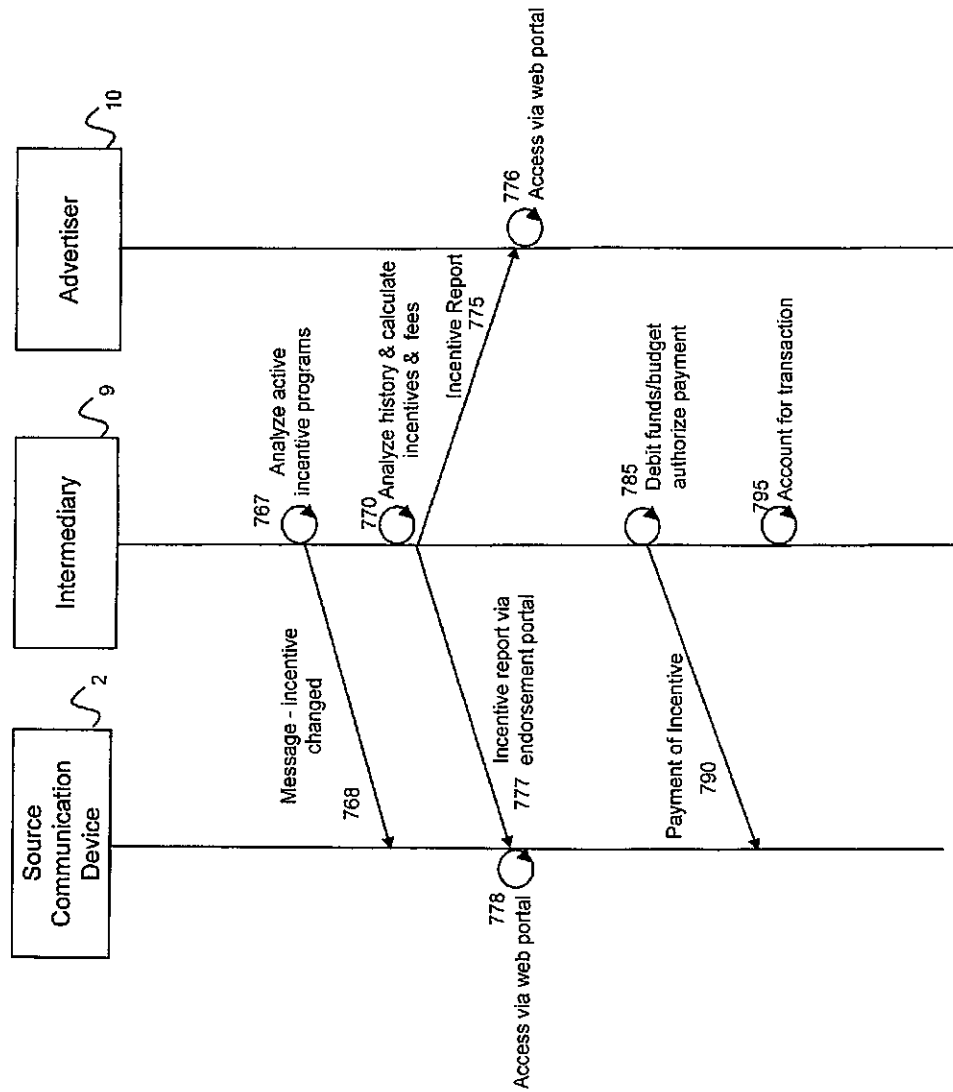 Source
Communication
Device
2
Intermediary
9
Advertiser
10
767
Analyze active
incentive programs
Message - incentive
changed
768
770
Analyze history & calculate
incentives & fees
Incentive Report
775
776
Access via web portal
Incentive report via
endorsement portal
777
778
Access via web portal
785
Debit funds/budget
authorize payment
Payment of Incentive
790
795
Account for transaction